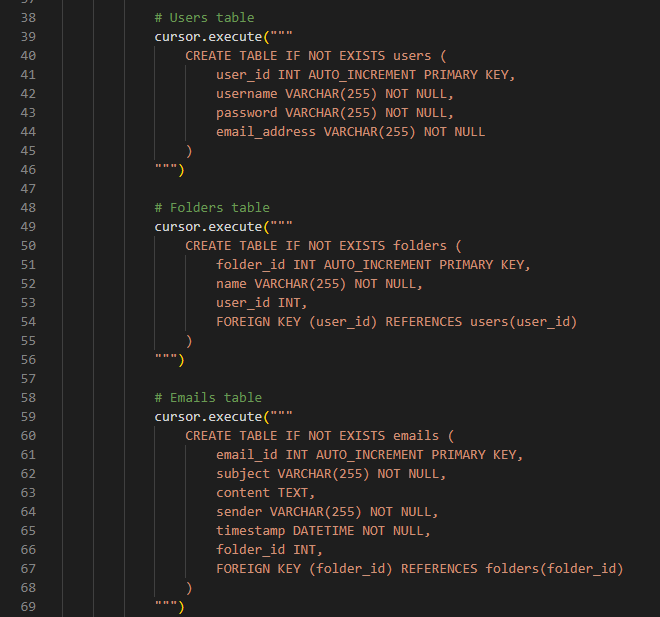 38 # Users table
39 cursor.execute("""
40 CREATE TABLE IF NOT EXISTS users (
41 user_id INT AUTO_INCREMENT PRIMARY KEY,
42 username VARCHAR(255) NOT NULL,
43 password VARCHAR(255) NOT NULL,
44 email_address VARCHAR(255) NOT NULL
45 )
46 """)
47
48 # Folders table
49 cursor.execute("""
50 CREATE TABLE IF NOT EXISTS folders (
51 folder_id INT AUTO_INCREMENT PRIMARY KEY,
52 name VARCHAR(255) NOT NULL,
53 user_id INT,
54 FOREIGN KEY (user_id) REFERENCES users(user_id)
55 )
56 """)
57
58 # Emails table
59 cursor.execute("""
60 CREATE TABLE IF NOT EXISTS emails (
61 email_id INT AUTO_INCREMENT PRIMARY KEY,
62 subject VARCHAR(255) NOT NULL,
63 content TEXT,
64 sender VARCHAR(255) NOT NULL,
65 timestamp DATETIME NOT NULL,
66 folder_id INT,
67 FOREIGN KEY (folder_id) REFERENCES folders(folder_id)
68 )
69 """)